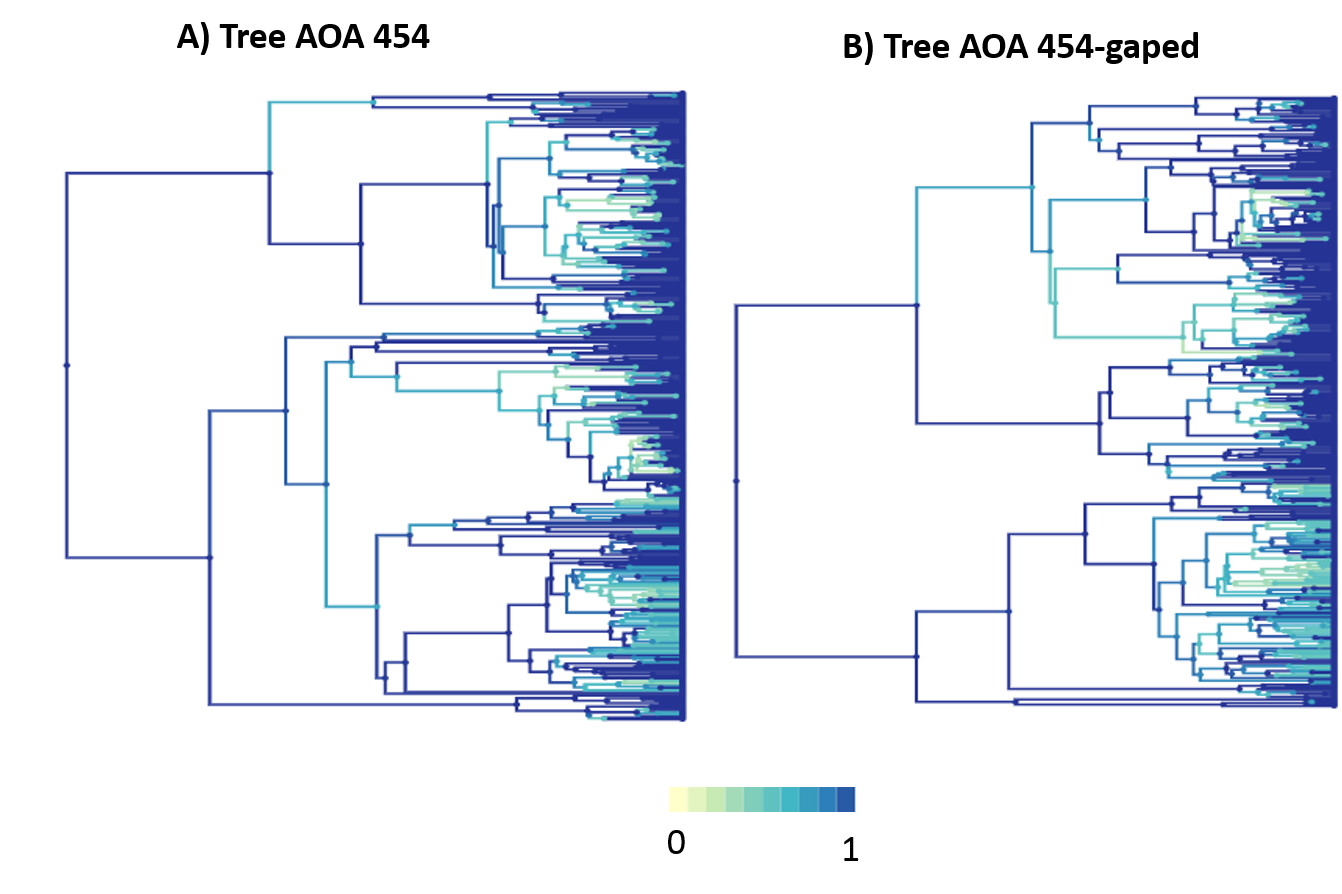 A) Tree AOA 454
B) Tree AOA 454-gaped
0
1